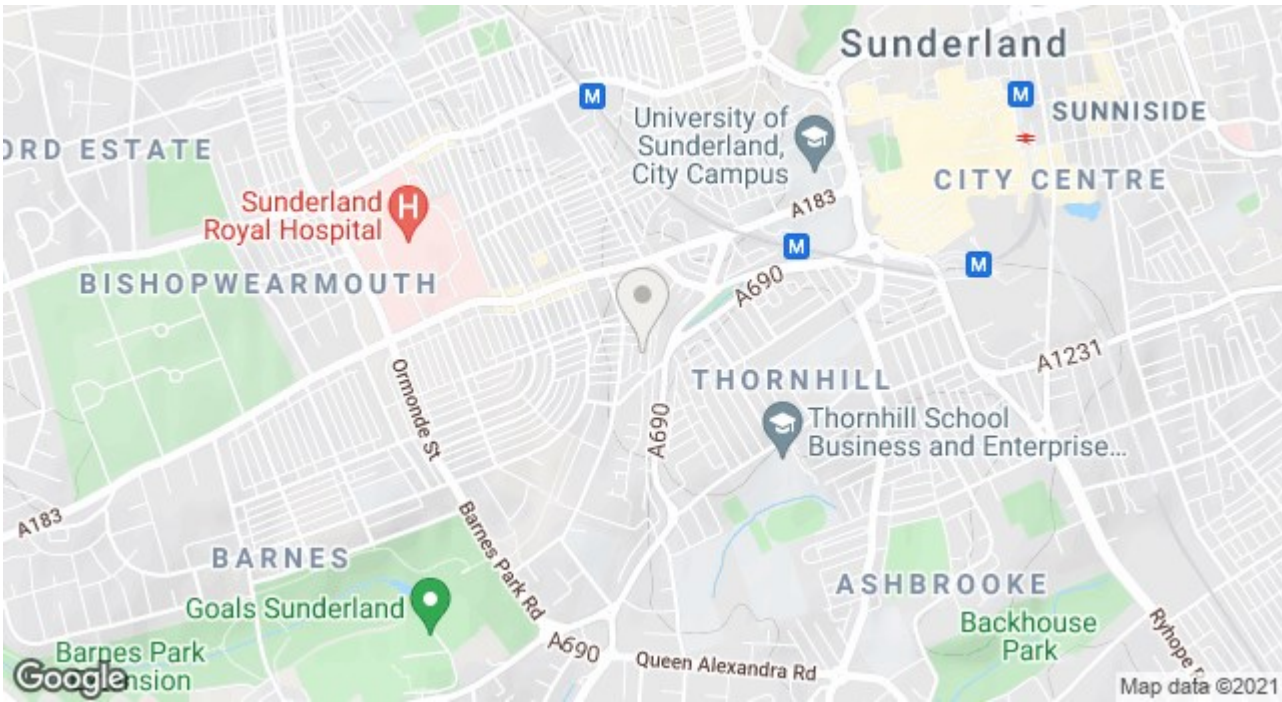 Sunderland
M
M
SUNNISIDE
University of
Sunderland,
City Campus
ORD ESTATE
CITY CENTRE
Sunderland
Royal Hospital
H
A183
M
M
BISHOPWEARMOUTH
A690
A1231
Ormonde St
THORNHILL
A690
Thornhill School
Business and Enterprise...
A183
Barnes Park Rd
BARNES
ASHBROOKE
Goals Sunderland
Backhouse
Park
Ryhope
A690
Queen Alexandra Rd
Barnes Park
Google
Map data ©2021